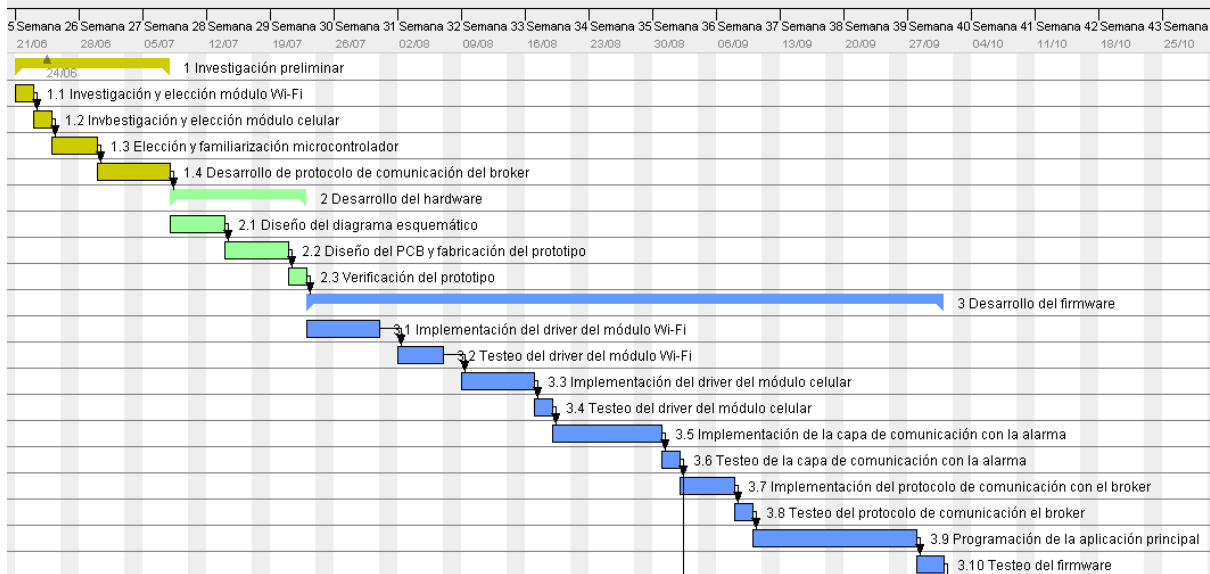 5 Semana 26 Semana 27 Semana 28 Semana 29 Semana 30 Semana 31 Semana 32 Semana 33 Semana 34 Semana 35 Semana 36 Semana 37 Semana 38 Semana 39 Semana 40 Semana 41 Semana 42 Semana 43 Semana
21/06 28/06 05/07 12/07 19/07 26/07 02/08 09/08 16/08 23/08 30/08 06/09 13/09 20/09 27/09 04/10 11/10 18/10 25/10
1 Investigación preliminar
24/06
1.1 Investigación y elección módulo Wi-Fi
1.2 Invbestigación y elección módulo celular
1.3 Elección y familiarización microcontrolador
1.4 Desarrollo de protocolo de comunicación del broker
2 Desarrollo del hardware
2.1 Diseño del diagrama esquemático
2.2 Diseño del PCB y fabricación del prototipo
2.3 Verificación del prototipo
3 Desarrollo del firmware
3.1 Implementación del driver del módulo Wi-Fi
3.2 Testeo del driver del módulo Wi-Fi
3.3 Implementación del driver del módulo celular
3.4 Testeo del driver del módulo celular
3.5 Implementación de la capa de comunicación con la alarma
3.6 Testeo de la capa de comunicación con la alarma
3.7 Implementación del protocolo de comunicación con el broker
3.8 Testeo del protocolo de comunicación el broker
3.9 Programación de la aplicación principal
3.10 Testeo del firmware